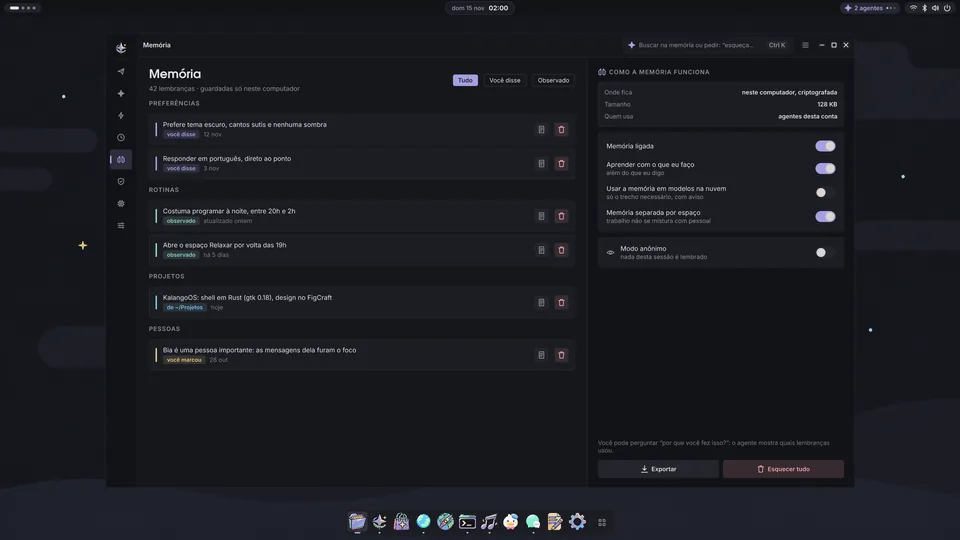 dom 15 nov 02:00
2 agentes
Memória
Buscar na memória ou pedir: "esqueça...
Ctrl K
Memória
42 lembranças · guardadas só neste computador
Tudo
Você disse
Observado
PREFERÊNCIAS
Prefere tema escuro, cantos sutis e nenhuma sombra
você disse 12 nov
Responder em português, direto ao ponto
você disse 3 nov
ROTINAS
Costuma programar à noite, entre 20h e 2h
observado atualizado ontem
Abre o espaço Relaxar por volta das 19h
observado há 5 dias
PROJETOS
KalangoOS: shell em Rust (gtk 0.18), design no FigCraft
de ~/Projetos hoje
PESSOAS
Bia é uma pessoa importante: as mensagens dela furam o foco
você marcou 28 out
COMO A MEMÓRIA FUNCIONA
Onde fica neste computador, criptografada
Tamanho 128 KB
Quem usa agentes desta conta
Memória ligada
Aprender com o que eu faço
além do que eu digo
Usar a memória em modelos na nuvem
só o trecho necessário, com aviso
Memória separada por espaço
trabalho não se mistura com pessoal
Modo anônimo
nada desta sessão é lembrado
Você pode perguntar "por que você fez isso?": o agente mostra quais lembranças
usou.
Exportar
Esquecer tudo